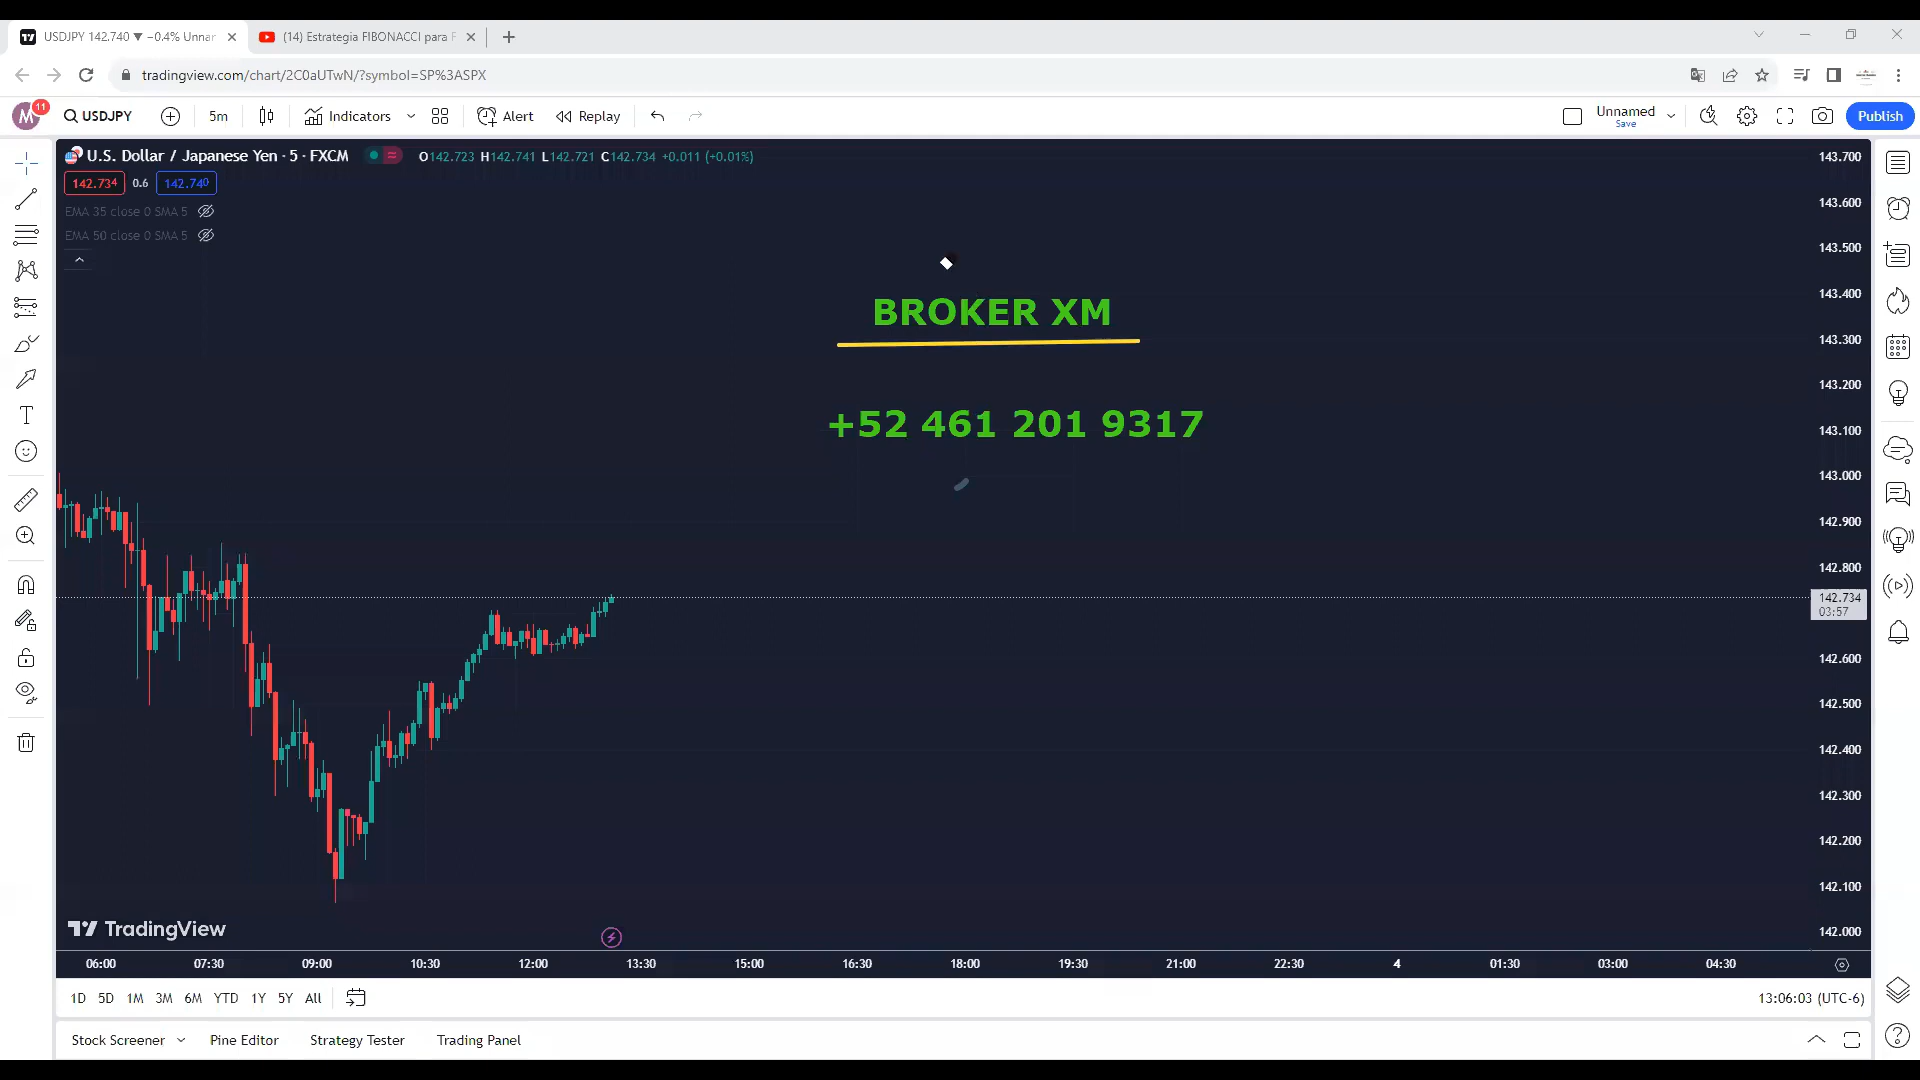 USDJPY 142.740 ▼ −0.4% Unnar
(14) Estrategia FIBONACCI para F
tradingview.com/chart/2C0aUTwN/?symbol=SP%3ASPX
M 11 USDJPY 5m Indicators Alert Replay Unnamed Save Publish
U.S. Dollar / Japanese Yen · 5 · FXCM O142.723 H142.741 L142.721 C142.734 +0.011 (+0.01%)
142.734 0.6 142.740
EMA 35 close 0 SMA 5
EMA 50 close 0 SMA 5
BROKER XM
+52 461 201 9317
143.700
143.600
143.500
143.400
143.300
143.200
143.100
143.000
142.900
142.800
142.734
03:57
142.600
142.500
142.400
142.300
142.200
142.100
142.000
TradingView
06:00 07:30 09:00 10:30 12:00 13:30 15:00 16:30 18:00 19:30 21:00 22:30 4 01:30 03:00 04:30
1D 5D 1M 3M 6M YTD 1Y 5Y All 13:06:03 (UTC-6)
Stock Screener Pine Editor Strategy Tester Trading Panel